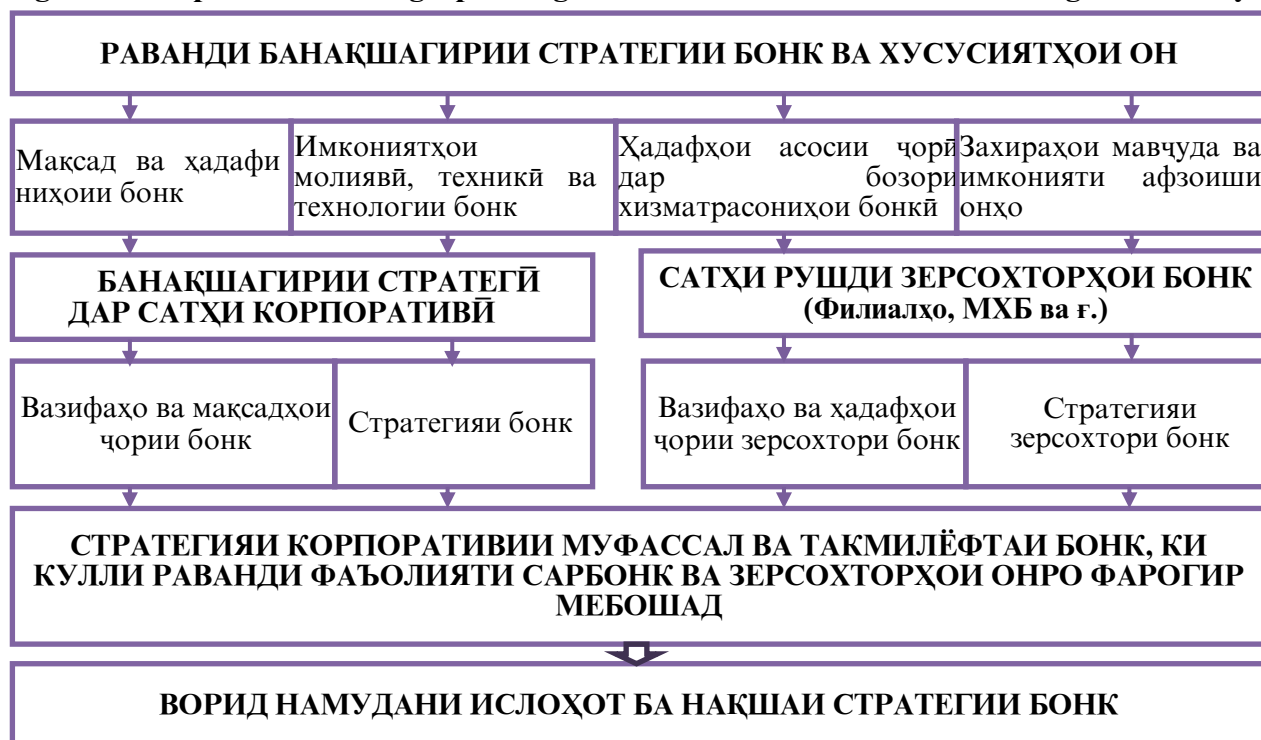 РАВАНДИ БАНАҚШАГИРИИ СТРАТЕГИИ БОНК ВА ХУСУСИЯТҲОИ ОН
Мақсад ва ҳадафи
ниҳоии бонк
Имкониятҳои
молиявӣ, техникӣ ва
технологии бонк
Ҳадафҳои асосии ҷорӣ
дар бозори
хизматрасониҳои бонкӣ
Захираҳои мавҷуда ва
имконияти афзоиши
онҳо
БАНАҚШАГИРИИ СТРАТЕГӢ
ДАР САТҲИ КОРПОРАТИВӢ
САТҲИ РУШДИ ЗЕРСОХТОРҲОИ БОНК
(Филиалҳо, МХБ ва ғ.)
Вазифаҳо ва мақсадҳои
ҷории бонк
Стратегияи бонк
Вазифаҳо ва ҳадафҳои
ҷории зерсохтори бонк
Стратегияи
зерсохтори бонк
СТРАТЕГИЯИ КОРПОРАТИВИИ МУФАССАЛ ВА ТАКМИЛЁФТАИ БОНК, КИ
КУЛЛИ РАВАНДИ ФАЪОЛИЯТИ САРБОНК ВА ЗЕРСОХТОРҲОИ ОНРО ФАРОГИР
МЕБОШАД
ВОРИД НАМУДАНИ ИСЛОҲОТ БА НАҚШАИ СТРАТЕГИИ БОНК